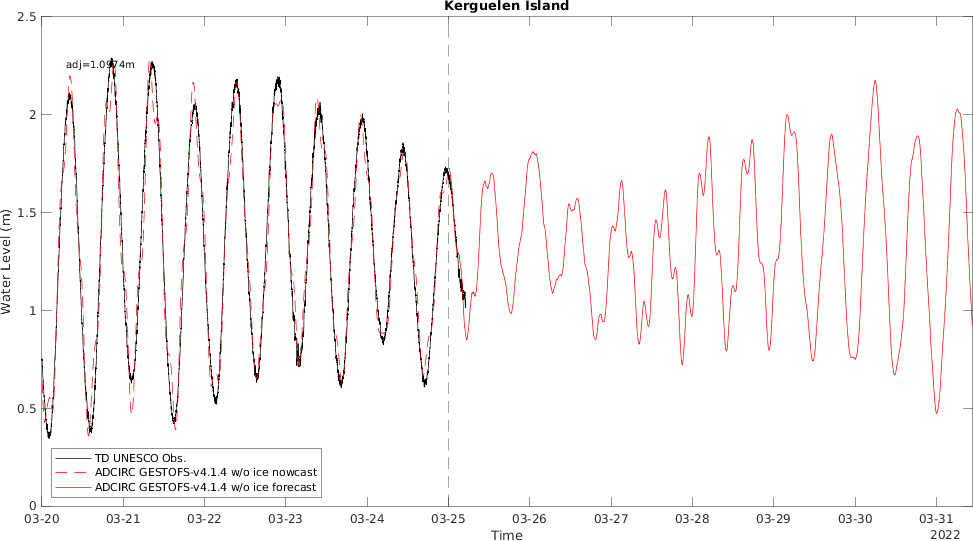 Kerguelen Island
2.5
adj=1.0974m
2
1.5
Water Level (m)
1
0.5
TD UNESCO Obs.
ADCIRC GESTOFS-v4.1.4 w/o ice nowcast
ADCIRC GESTOFS-v4.1.4 w/o ice forecast
0
03-20 03-21 03-22 03-23 03-24 03-25 03-26 03-27 03-28 03-29 03-30 03-31
Time 2022